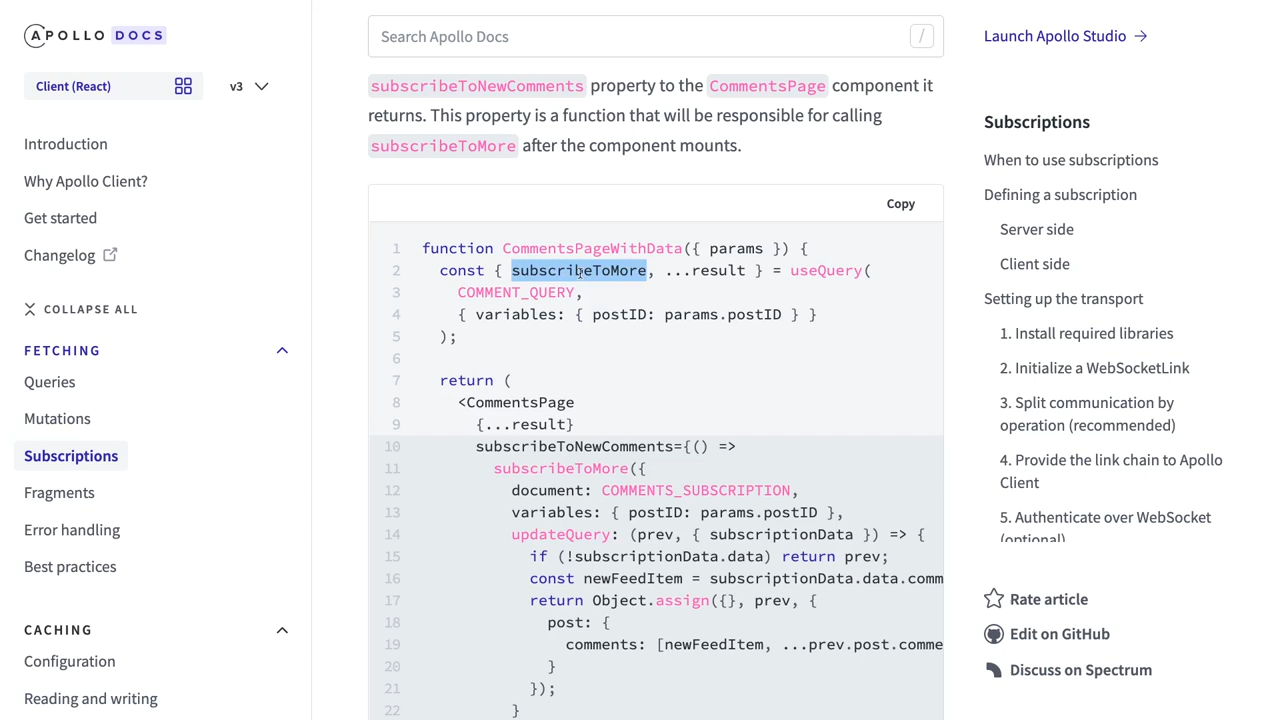 APOLLO DOCS
Client (React)
v3
Introduction
Why Apollo Client?
Get started
Changelog
COLLAPSE ALL
FETCHING
Queries
Mutations
Subscriptions
Fragments
Error handling
Best practices
CACHING
Configuration
Reading and writing
Search Apollo Docs /
subscribeToNewComments property to the CommentsPage component it
returns. This property is a function that will be responsible for calling
subscribeToMore after the component mounts.
Copy
1 function CommentsPageWithData({ params }) {
2 const { subscribeToMore, ...result } = useQuery(
3 COMMENT_QUERY,
4 { variables: { postID: params.postID } }
5 );
6
7 return (
8 <CommentsPage
9 {...result}
10 subscribeToNewComments={() =>
11 subscribeToMore({
12 document: COMMENTS_SUBSCRIPTION,
13 variables: { postID: params.postID },
14 updateQuery: (prev, { subscriptionData }) => {
15 if (!subscriptionData.data) return prev;
16 const newFeedItem = subscriptionData.data.comm
17 return Object.assign({}, prev, {
18 post: {
19 comments: [newFeedItem, ...prev.post.comme
20 }
21 });
22 }
Launch Apollo Studio
Subscriptions
When to use subscriptions
Defining a subscription
Server side
Client side
Setting up the transport
1. Install required libraries
2. Initialize a WebSocketLink
3. Split communication by
operation (recommended)
4. Provide the link chain to Apollo
Client
5. Authenticate over WebSocket
(optional)
Rate article
Edit on GitHub
Discuss on Spectrum